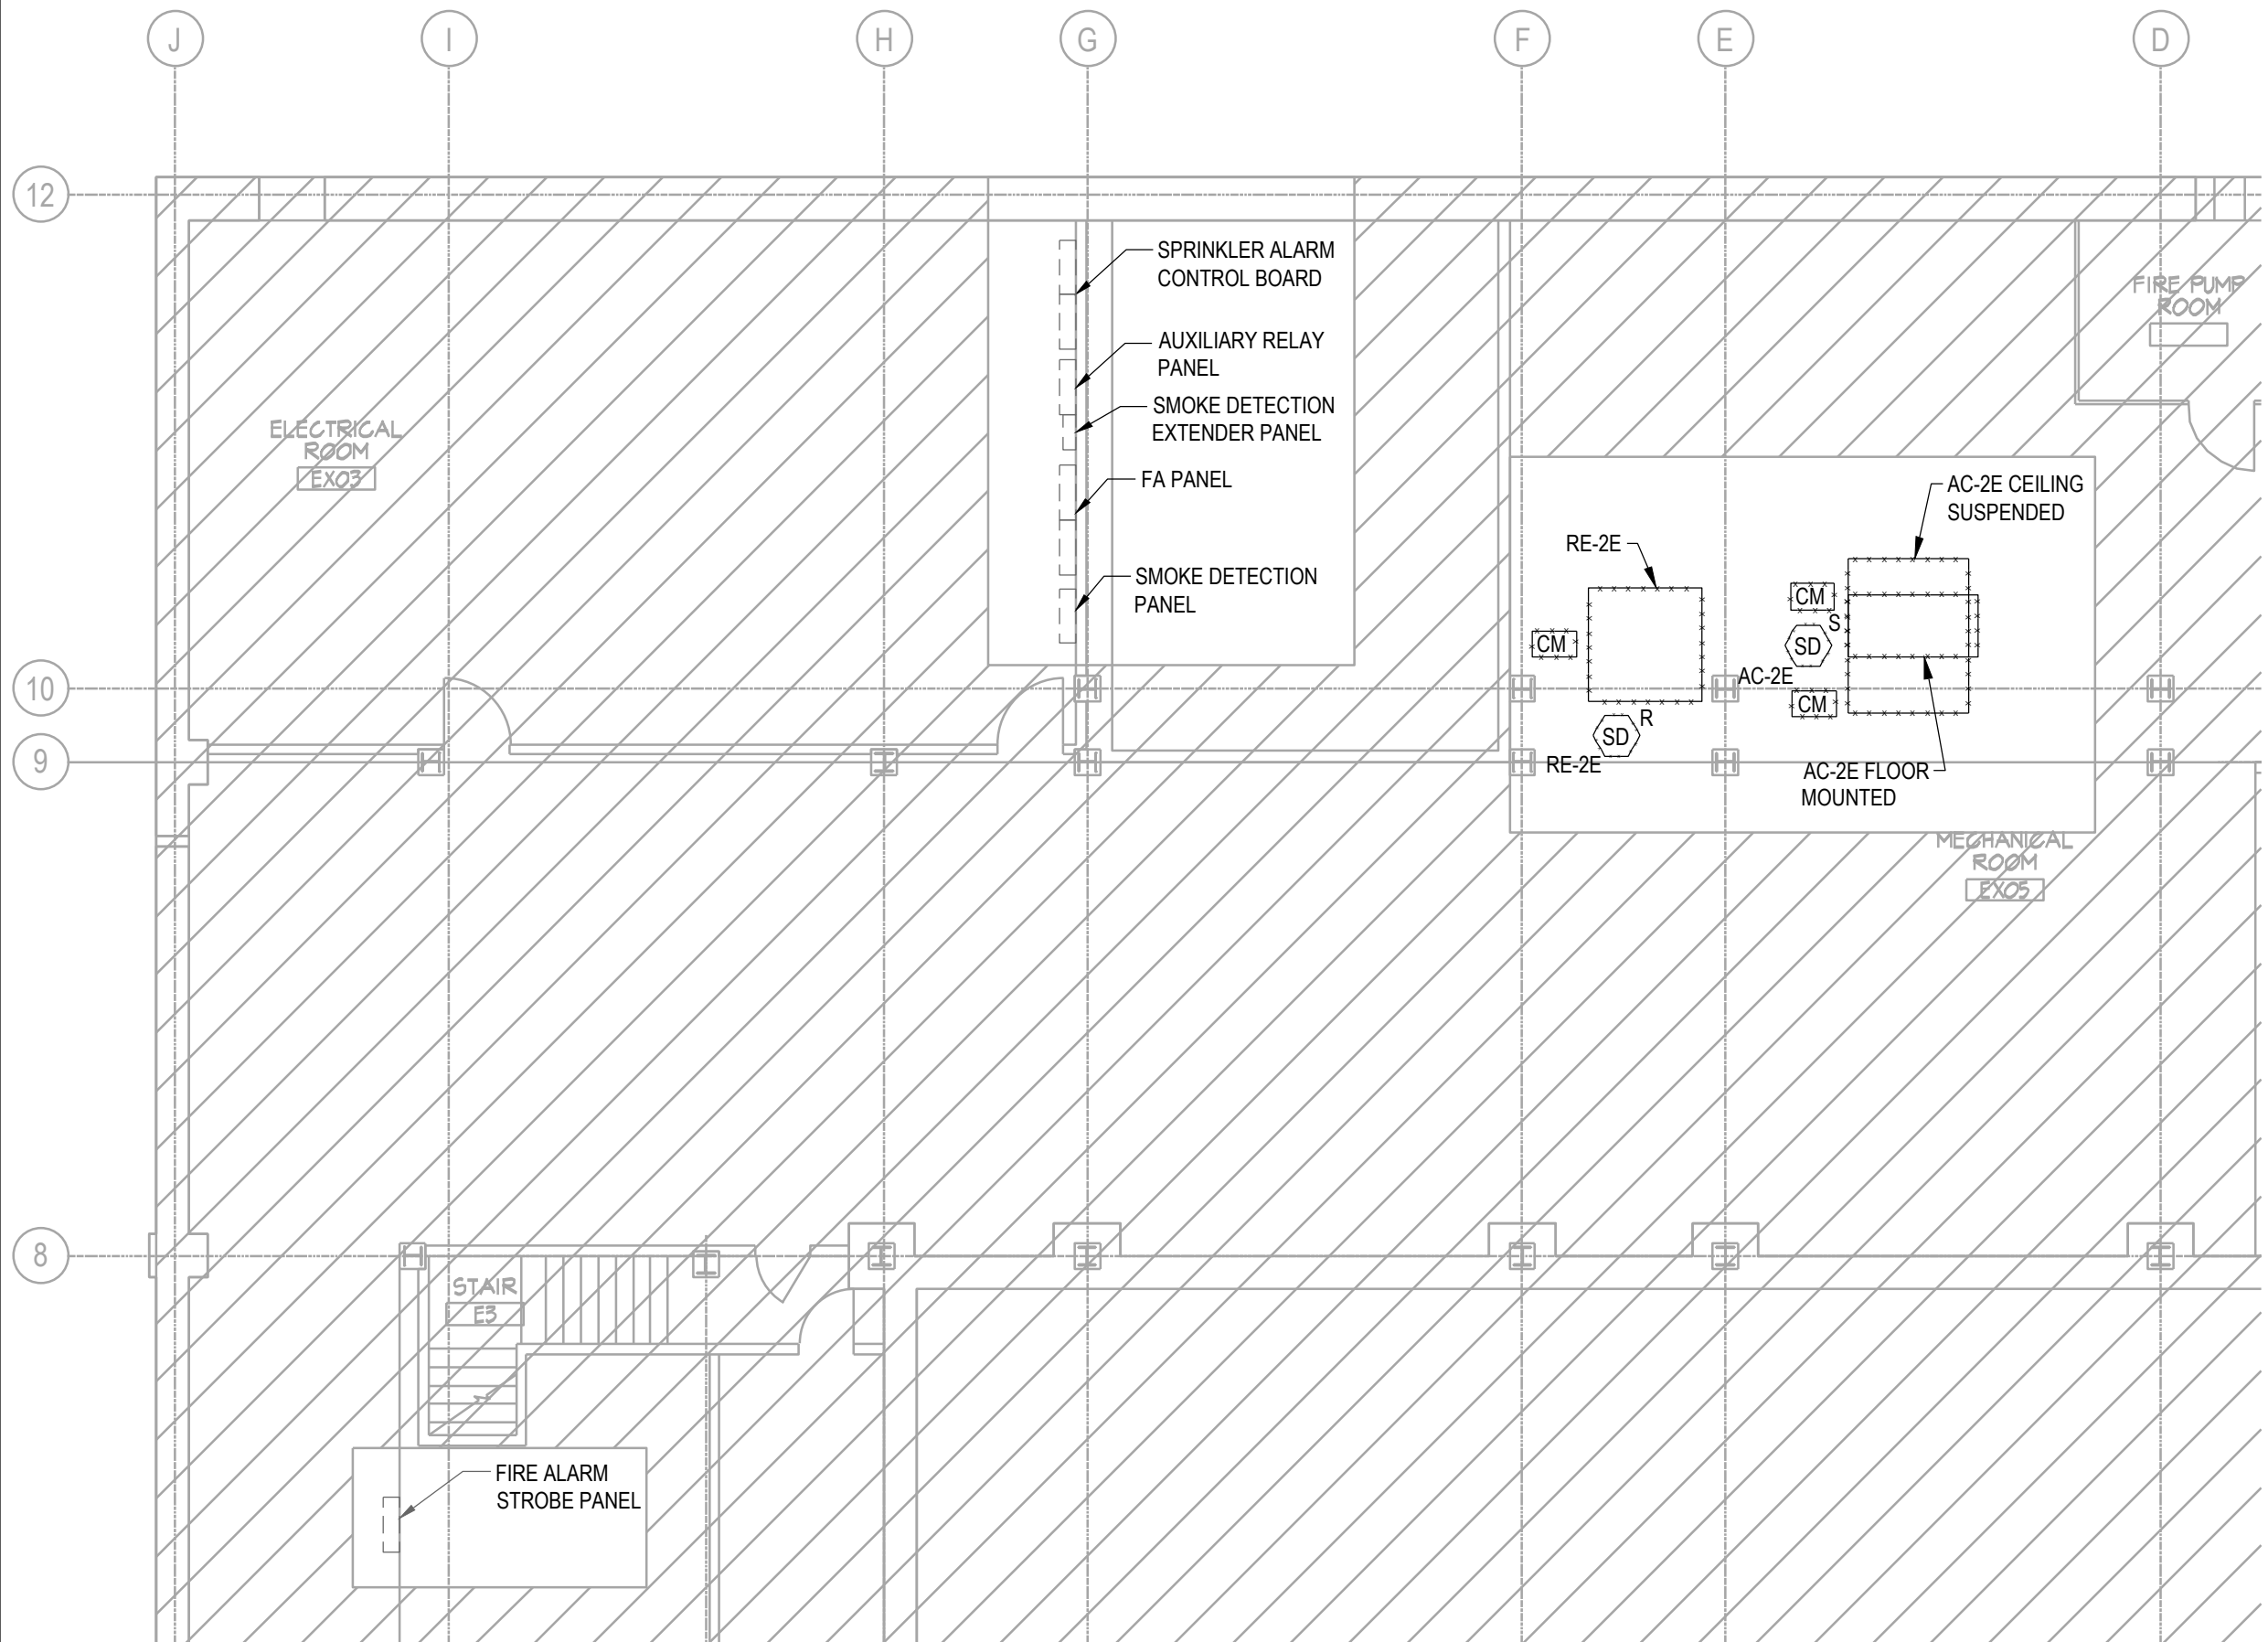 J
I
H
G
F
E
D
12
SPRINKLER ALARM
CONTROL BOARD
FIRE PUMP
ROOM
AUXILIARY RELAY
PANEL
SMOKE DETECTION
EXTENDER PANEL
ELECTRICAL
ROOM
EX03
FA PANEL
AC-2E CEILING
SUSPENDED
RE-2E
SMOKE DETECTION
PANEL
CM
S
CM
SD
10
AC-2E
CM
R
SD
9
RE-2E
AC-2E FLOOR
MOUNTED
MECHANICAL
ROOM
EX05
8
STAIR
E3
FIRE ALARM
STROBE PANEL